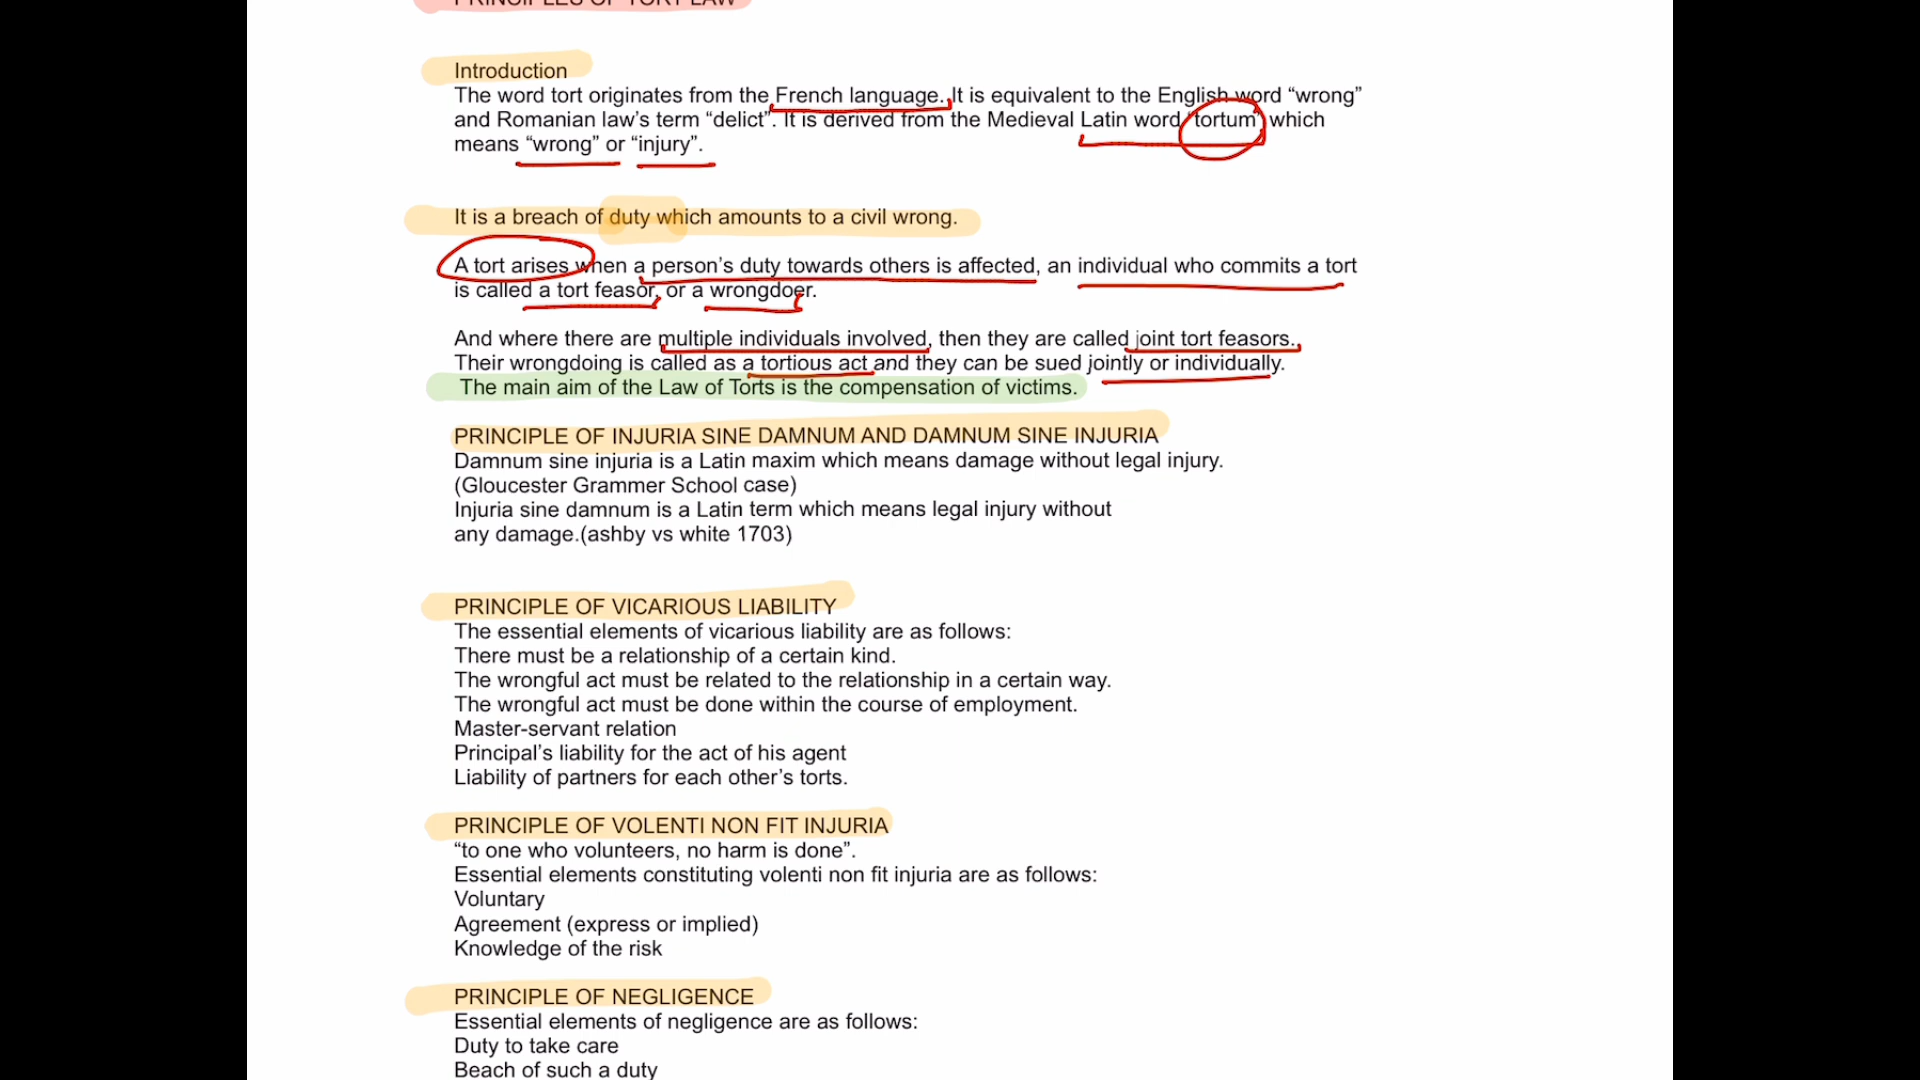 PRINCIPLES OF TORT LAW
Introduction
The word tort originates from the French language. It is equivalent to the English word “wrong”
and Romanian law’s term “delict”. It is derived from the Medieval Latin word “tortum” which
means “wrong” or “injury”.
It is a breach of duty which amounts to a civil wrong.
A tort arises when a person’s duty towards others is affected, an individual who commits a tort
is called a tort feasor, or a wrongdoer.
And where there are multiple individuals involved, then they are called joint tort feasors.
Their wrongdoing is called as a tortious act and they can be sued jointly or individually.
The main aim of the Law of Torts is the compensation of victims.
PRINCIPLE OF INJURIA SINE DAMNUM AND DAMNUM SINE INJURIA
Damnum sine injuria is a Latin maxim which means damage without legal injury.
(Gloucester Grammer School case)
Injuria sine damnum is a Latin term which means legal injury without
any damage.(ashby vs white 1703)
PRINCIPLE OF VICARIOUS LIABILITY
The essential elements of vicarious liability are as follows:
There must be a relationship of a certain kind.
The wrongful act must be related to the relationship in a certain way.
The wrongful act must be done within the course of employment.
Master-servant relation
Principal’s liability for the act of his agent
Liability of partners for each other’s torts.
PRINCIPLE OF VOLENTI NON FIT INJURIA
“to one who volunteers, no harm is done”.
Essential elements constituting volenti non fit injuria are as follows:
Voluntary
Agreement (express or implied)
Knowledge of the risk
PRINCIPLE OF NEGLIGENCE
Essential elements of negligence are as follows:
Duty to take care
Beach of such a duty